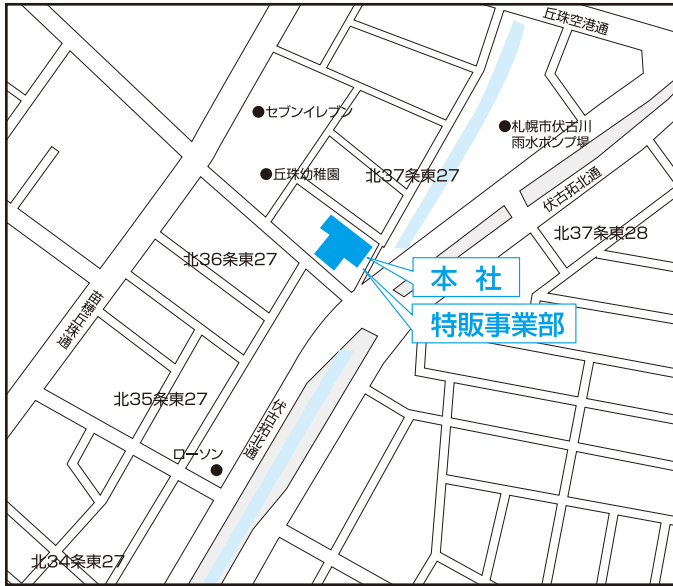 丘珠空港通
●セブンイレブン
●札幌市伏古川
雨水ポンプ場
●丘珠幼稚園
北37条東27
伏古拓北通
北37条東28
北36条東27
本 社
苗穂丘珠通
特販事業部
北35条東27
伏古拓北通
ローソン
北34条東27